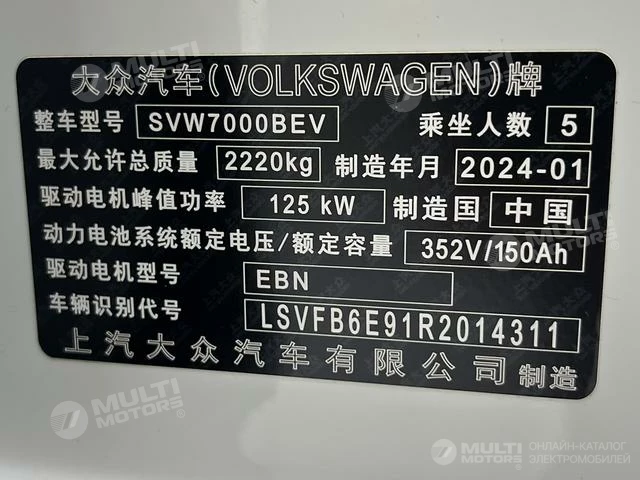 大众汽车(VOLKSWAGEN)牌
整车型号 SVW7000BEV 乘坐人数 5
最大允许总质量 2220kg 制造年月 2024-01
驱动电机峰值功率 125 kW 制造国 中国
动力电池系统额定电压/额定容量 352V/150Ah
驱动电机型号 EBN
车辆识别代号 LSVFB6E91R2014311
上汽大众汽车有限公司 制造
MULTI MOTORS
MULTI MOTORS
MULTI MOTORS
MULTI MOTORS ОНЛАЙН-КАТАЛОГ ЭЛЕКТРОМОБИЛЕЙ